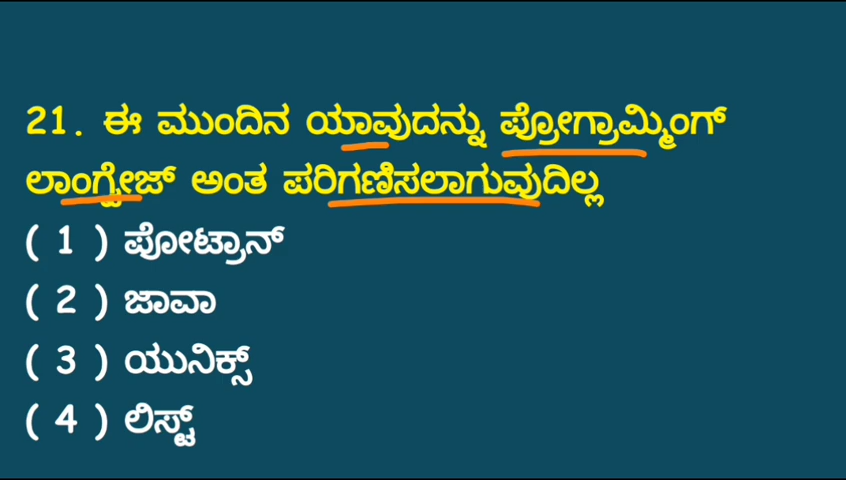 21. ಈ ಮುಂದಿನ ಯಾವುದನ್ನು ಪ್ರೋಗ್ರಾಮ್ಮಿಂಗ್
ಲಾಂಗ್ವೇಜ್ ಅಂತ ಪರಿಗಣಿಸಲಾಗುವುದಿಲ್ಲ
( 1 ) ಪೋಟ್ರಾನ್
( 2 ) ಜಾವಾ
( 3 ) ಯುನಿಕ್ಸ್
( 4 ) ಲಿಸ್ಟ್